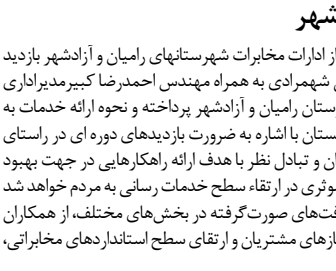 شهر
از ادارات مخابرات شهرستانهای رامیان و آزادشهر بازدید
شهمرادی به همراه مهندس احمدرضا کبیرمدیراداری
ستان رامیان و آزادشهر پرداخته و نحوه ارائه خدمات به
ستان با اشاره به ضرورت بازدیدهای دوره ای در راستای
ن و تبادل نظر با هدف ارائه راهکارهایی در جهت بهبود
وثری در ارتقاء سطح خدمات رسانی به مردم خواهد شد
فت‌های صورت‌گرفته در بخش‌های مختلف، از همکاران
ازهای مشتریان و ارتقای سطح استانداردهای مخابراتی،